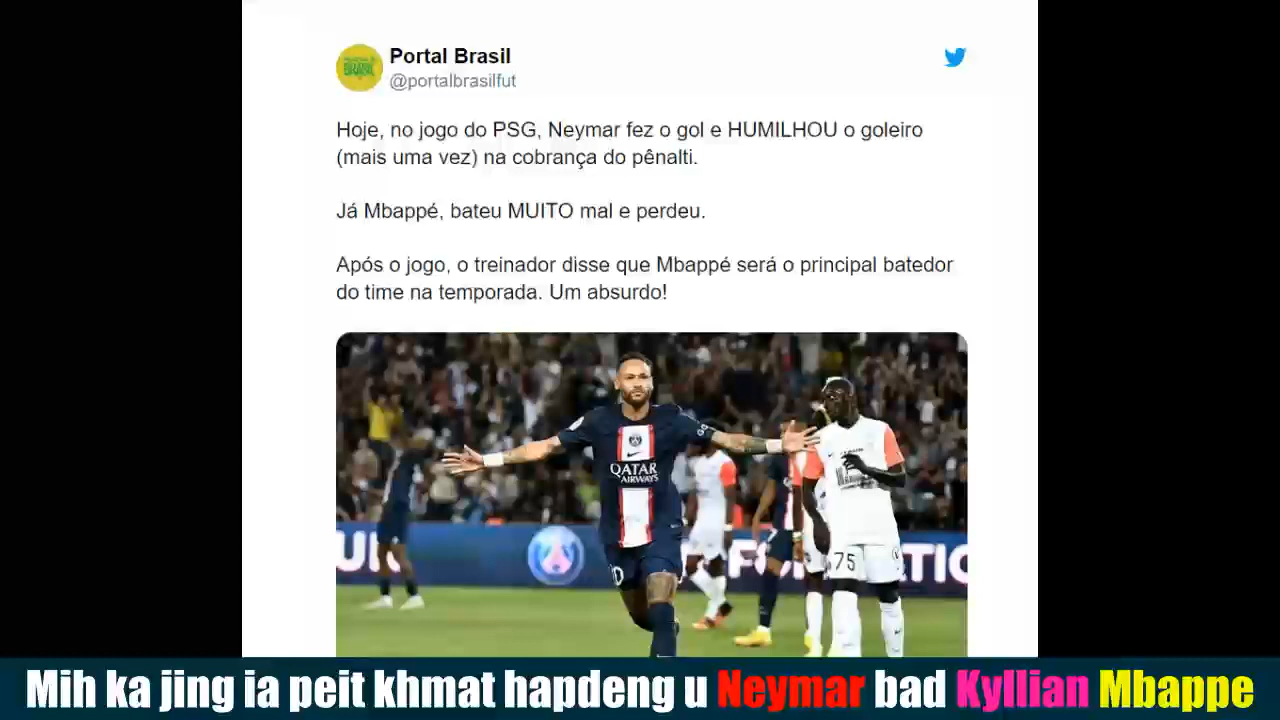 Portal Brasil
@portalbrasilfut
Hoje, no jogo do PSG, Neymar fez o gol e HUMILHOU o goleiro
(mais uma vez) na cobrança do pênalti.
Já Mbappé, bateu MUITO mal e perdeu.
Após o jogo, o treinador disse que Mbappé será o principal batedor
do time na temporada. Um absurdo!
QATAR
AIRWAYS
75
Mih ka jing ia peit khmat hapdeng u Neymar bad Kyllian Mbappe